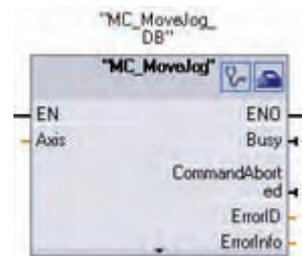 "MC_MoveJog_
DB"
"MC_MoveJog"
EN
ENO
Axis
Busy
CommandAbort
ed
ErrorID
ErrorInfo